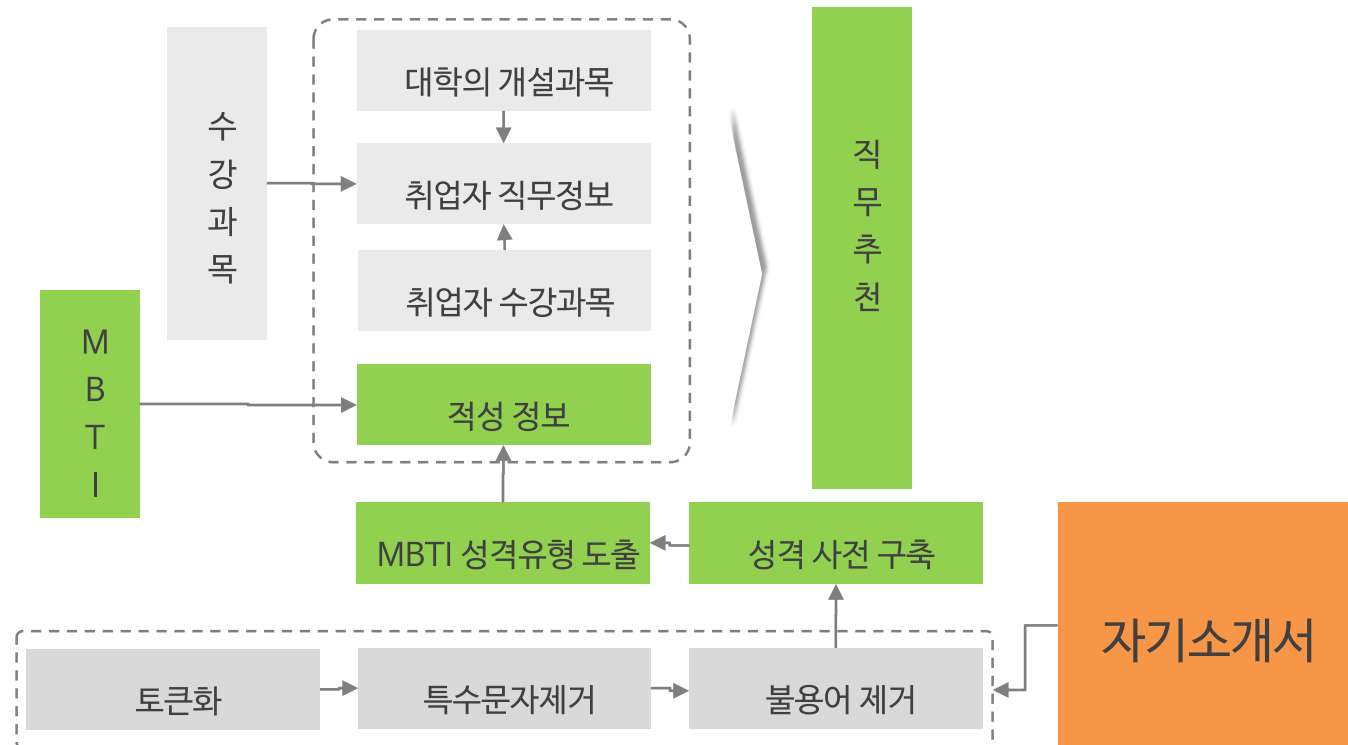 수강과목
대학의 개설과목
취업자 직무정보
취업자 수강과목
직무추천
MBTI
적성 정보
MBTI 성격유형 도출
성격 사전 구축
자기소개서
토큰화
특수문자제거
불용어 제거